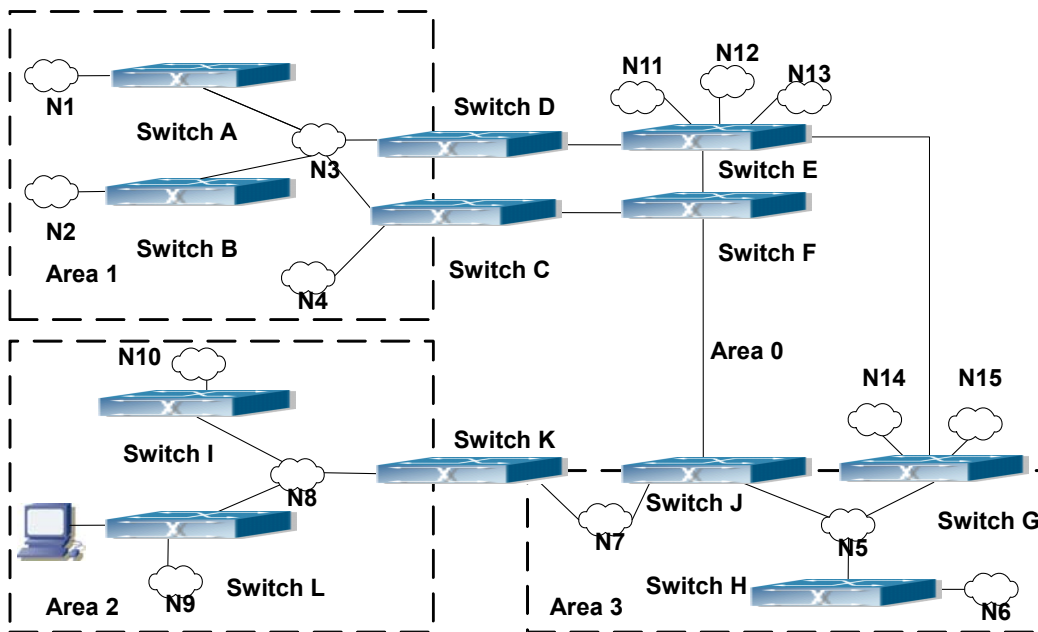 N1
Switch A
N2
Switch B
Area 1
N3
N4
Switch D
Switch C
N11
N12
N13
Switch E
Switch F
Area 0
N10
Switch I
N8
Switch L
N9
Area 2
Switch K
N7
Switch J
N14
N15
Switch G
N5
Switch H
N6
Area 3